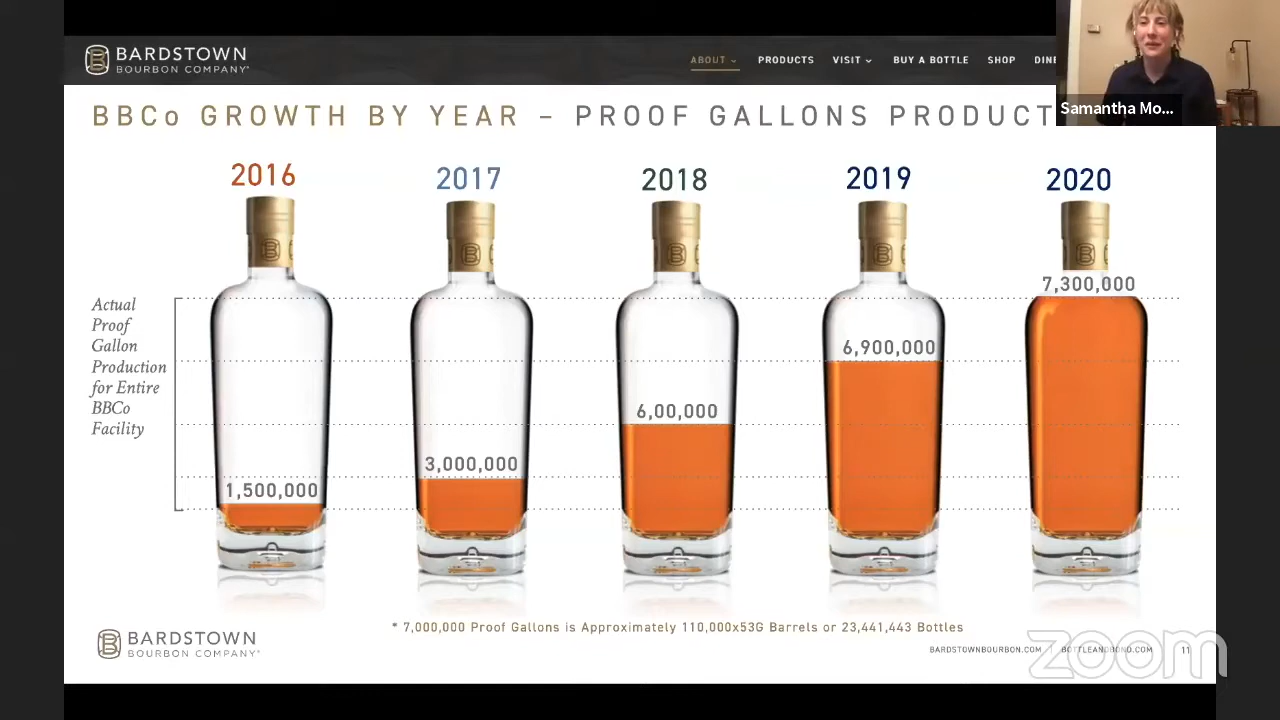 BARDSTOWN
BOURBON COMPANY
ABOUT PRODUCTS VISIT BUY A BOTTLE SHOP DINE
Samantha Mo...
BBCo GROWTH BY YEAR – PROOF GALLONS PRODUCT
2016 2017 2018 2019 2020
7,300,000
Actual
Proof
Gallon
Production
for Entire
BBCo
Facility
6,900,000
6,00,000
3,000,000
1,500,000
* 7,000,000 Proof Gallons is Approximately 110,000x53G Barrels or 23,441,443 Bottles
BARDSTOWN
BOURBON COMPANY
BARDSTOWNBOURBON.COM | BOTTLEANDBOND.COM 11
zoom